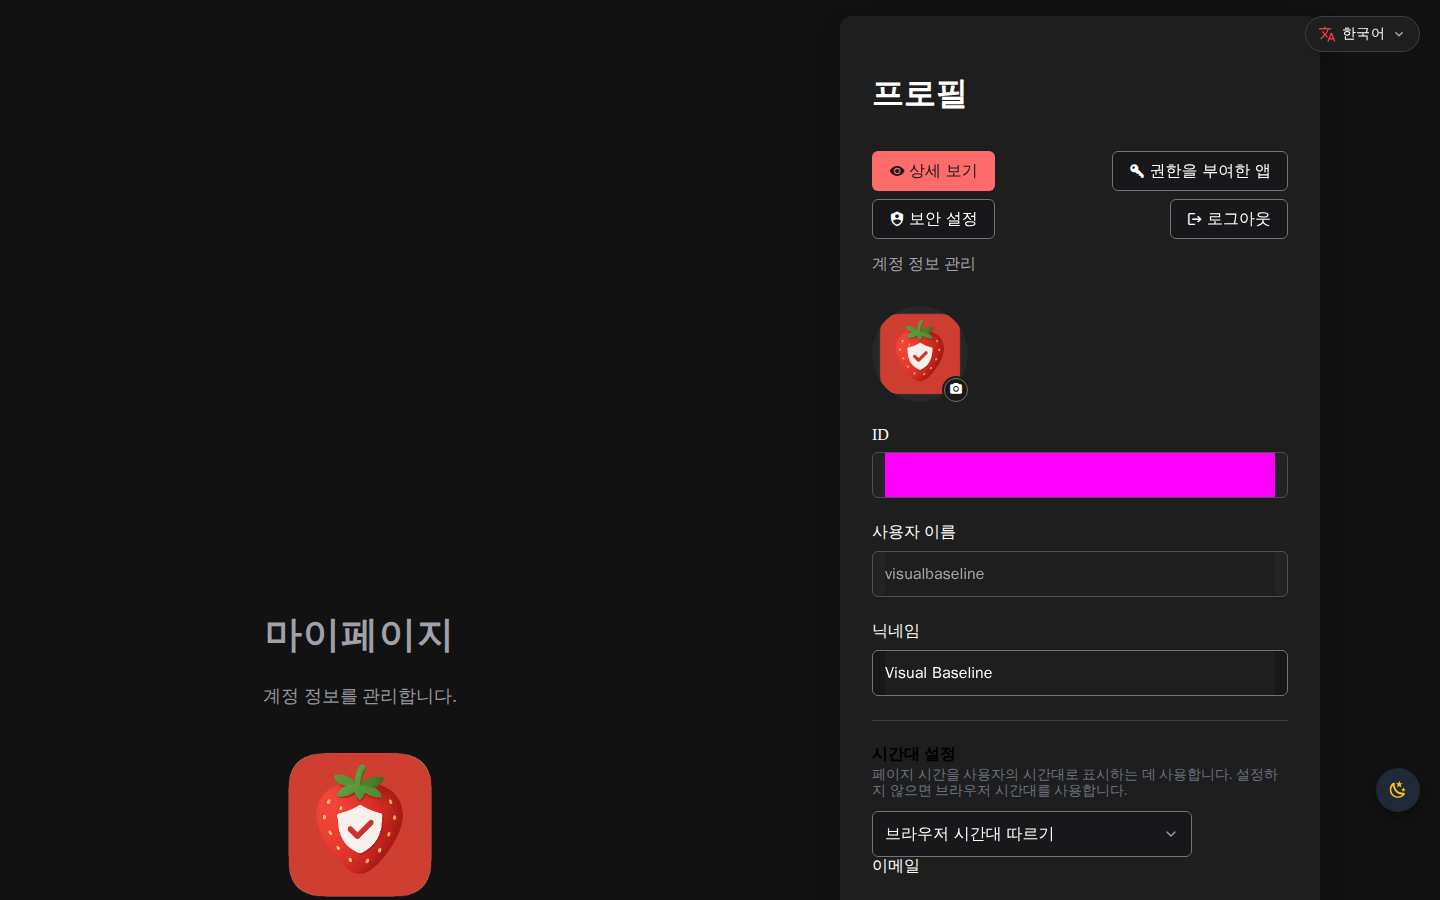 한국어
프로필
상세 보기
권한을 부여한 앱
보안 설정
로그아웃
계정 정보 관리
ID
사용자 이름
visualbaseline
닉네임
Visual Baseline
시간대 설정
페이지 시간을 사용자의 시간대로 표시하는 데 사용합니다. 설정하
지 않으면 브라우저 시간대를 사용합니다.
브라우저 시간대 따르기
이메일
마이페이지
계정 정보를 관리합니다.